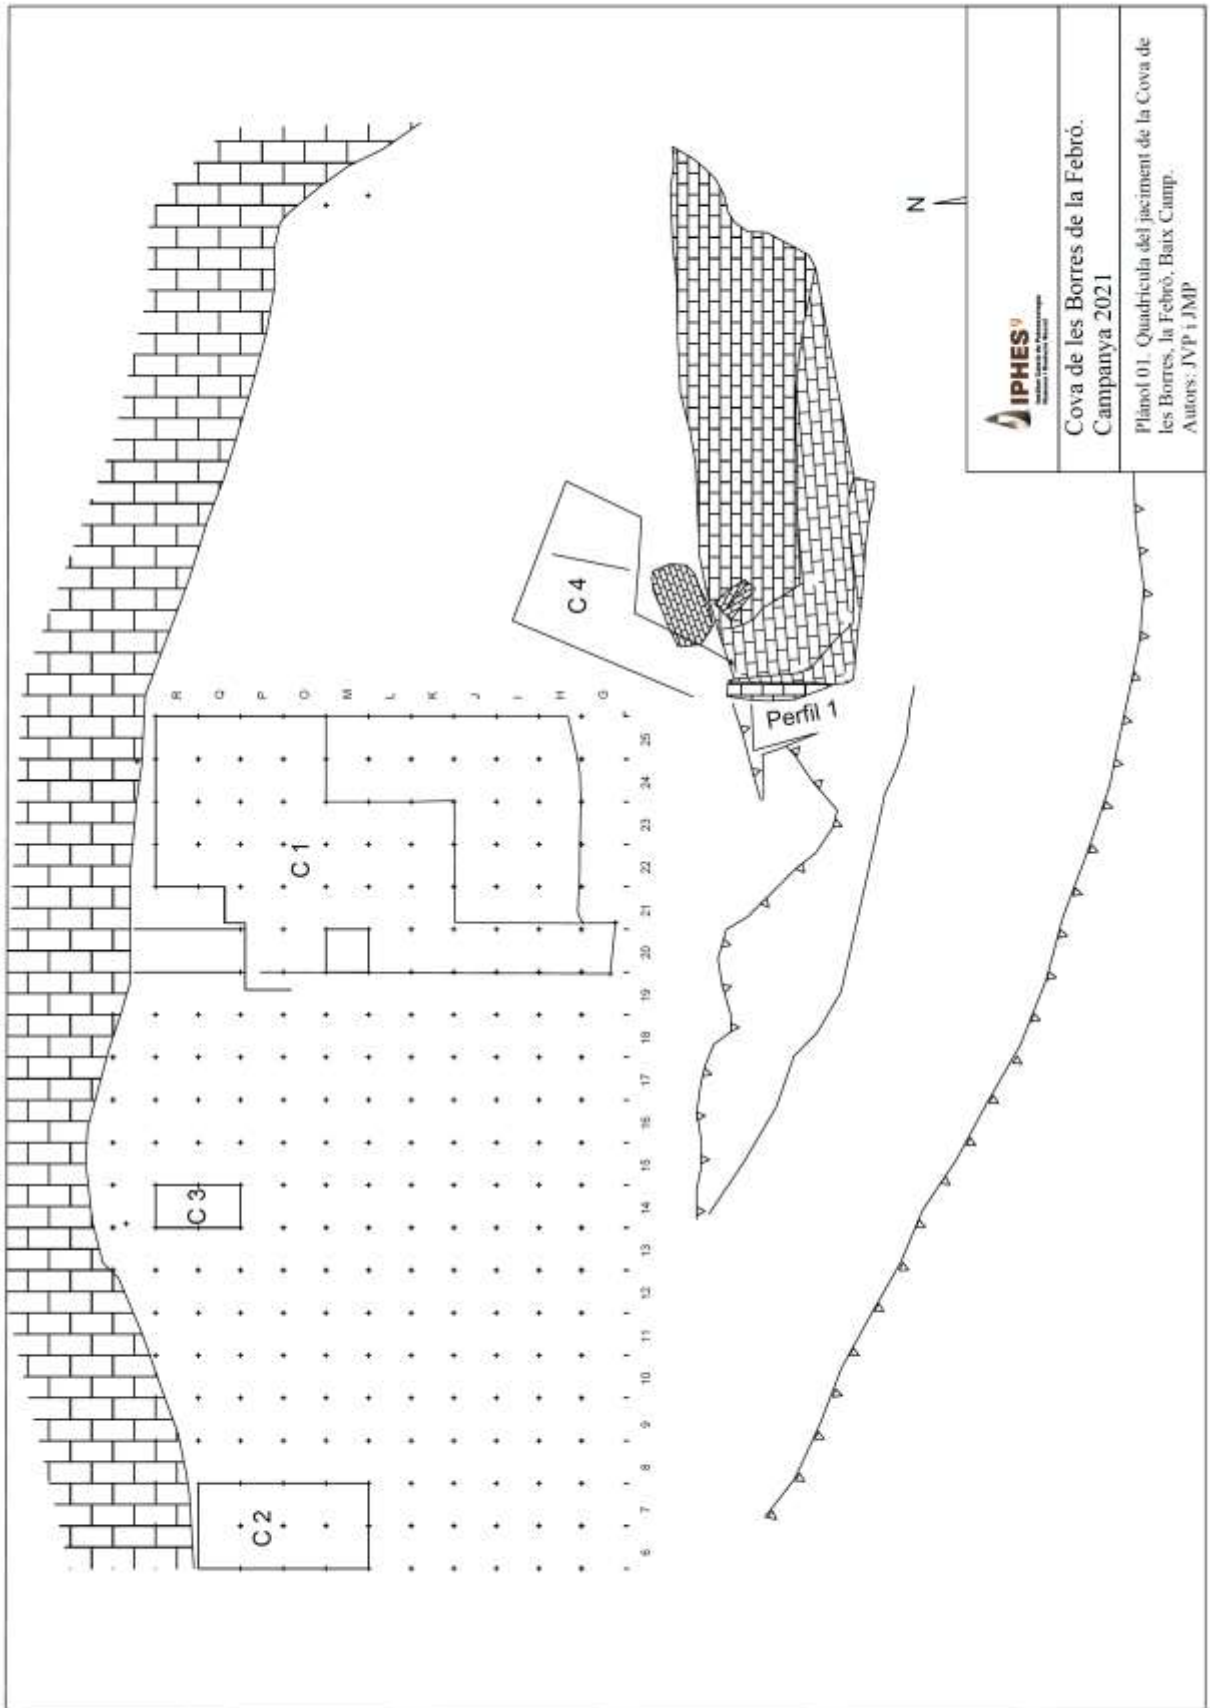 C 2
C 3
C 1
R
Q
P
O
M
L
K
J
I
H
G
6 7 8 9 10 11 12 13 14 15 16 17 18 19 20 21 22 23 24 25
C 4
Perfil 1
N
IPHES
Cova de les Borres de la Febró.
Campanya 2021
Plànol 01. Quadrícula del jaciment de la Cova de
les Borres, la Febró, Baix Camp.
Autors: JVP i JMP